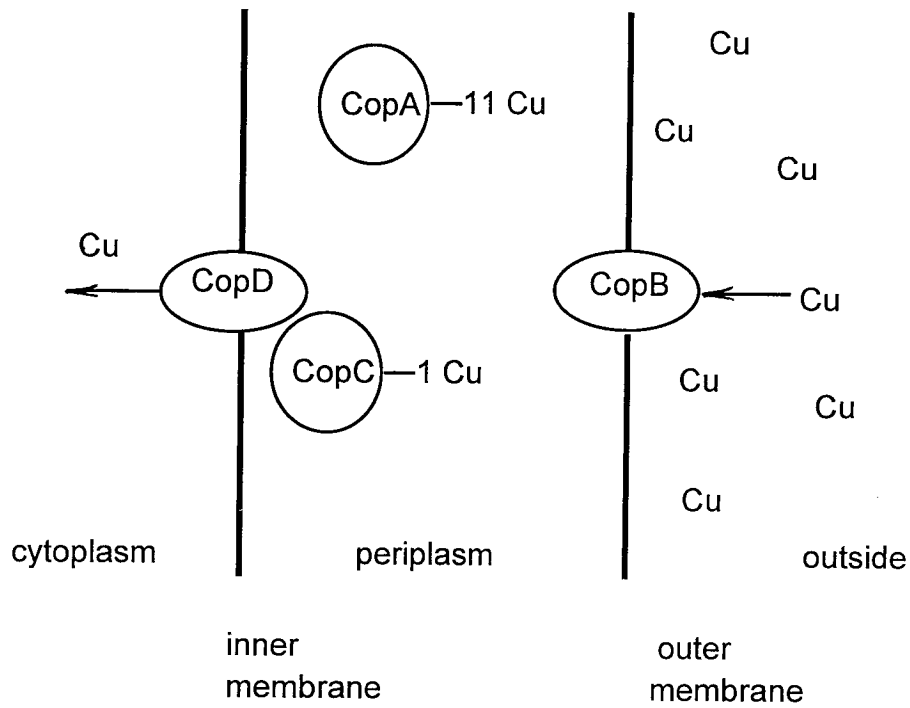 Cu
CopA
11 Cu
Cu
Cu
Cu
CopD
CopB
Cu
CopC
1 Cu
Cu
Cu
Cu
cytoplasm
periplasm
outside
inner
membrane
outer
membrane